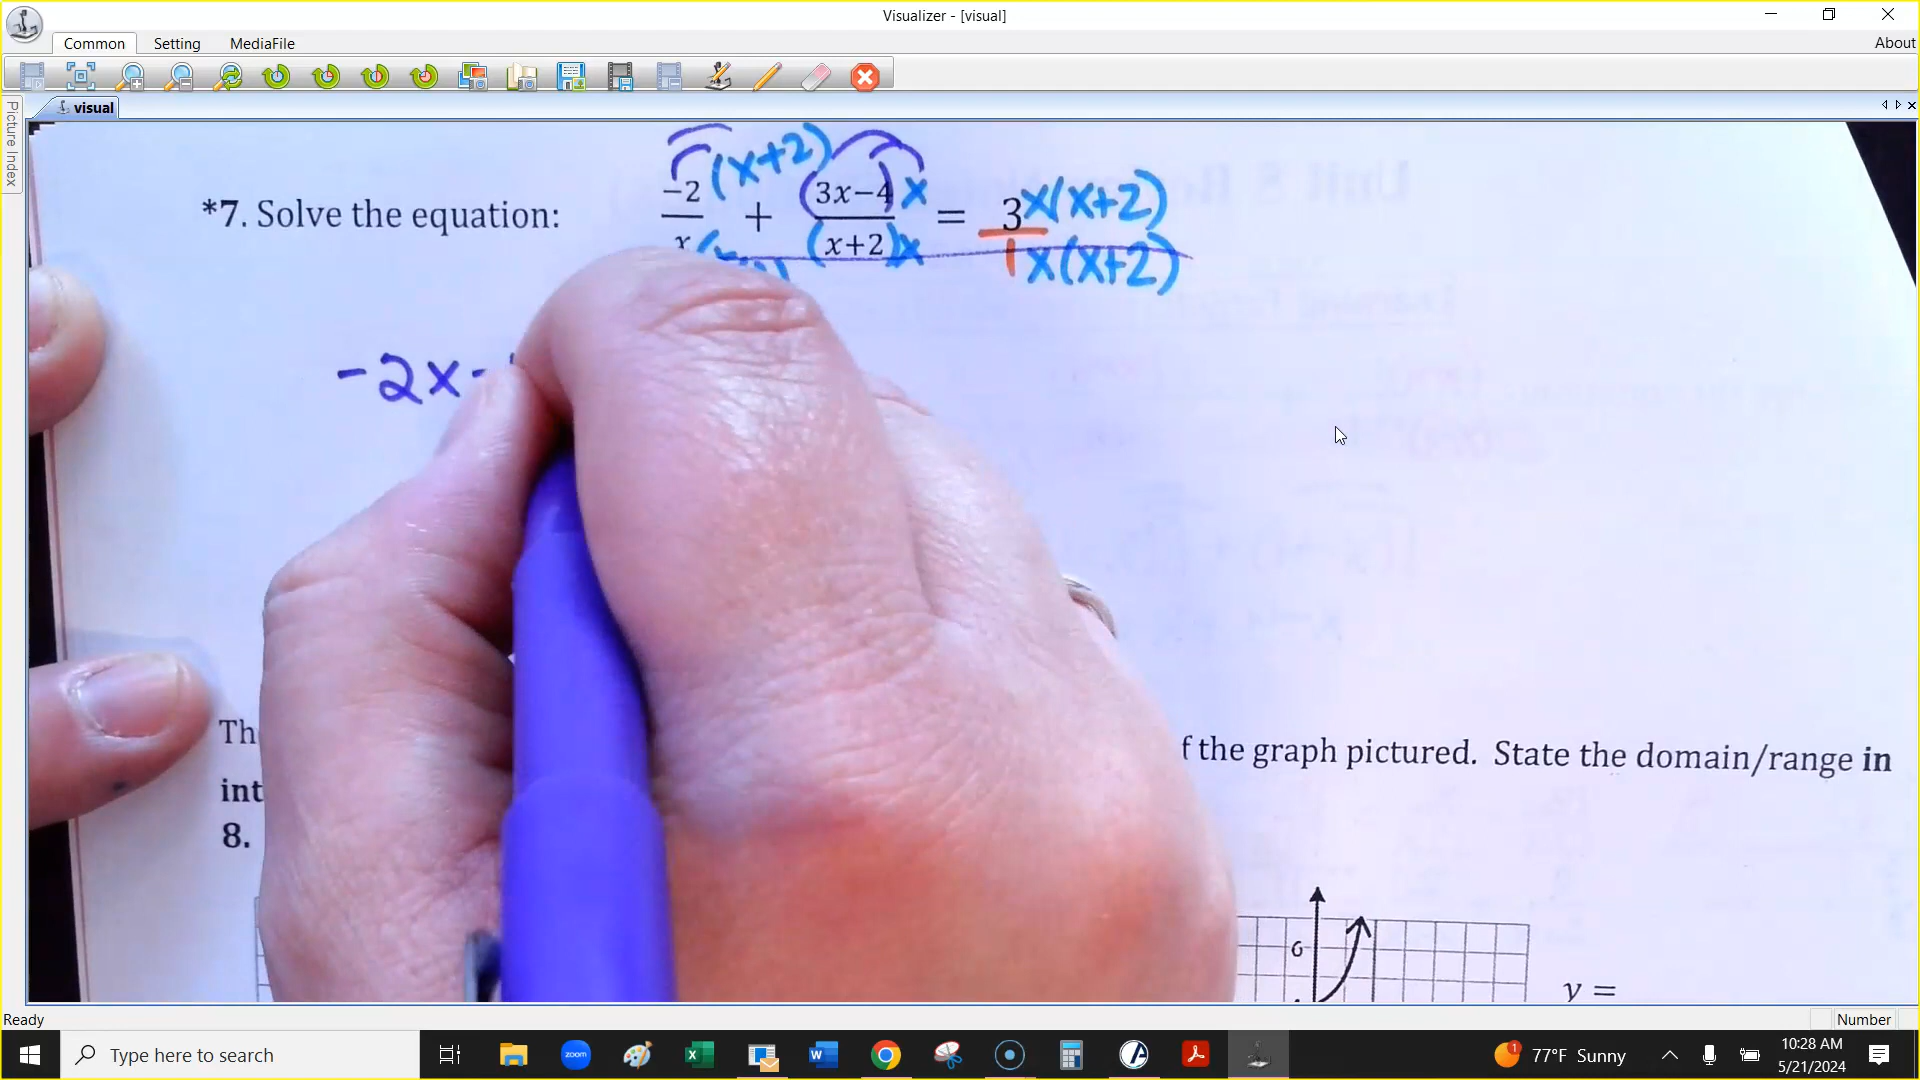 Visualizer - [visual]
Common Setting MediaFile About
Picture Index
visual
*7. Solve the equation: −2(x+2)/x + (3x−4)x/(x+2)x = 3x(x+2)/1x(x+2)
-2x-
f the graph pictured. State the domain/range in
int
8.
6
y =
Ready Number
Type here to search zoom 77°F Sunny 10:28 AM
5/21/2024